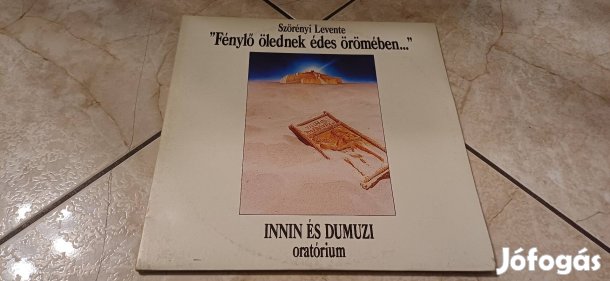 Szörényi Levente
"Fénylő ölednek édes örömében..."
INNIN ÉS DUMUZI
oratórium
Jófogás